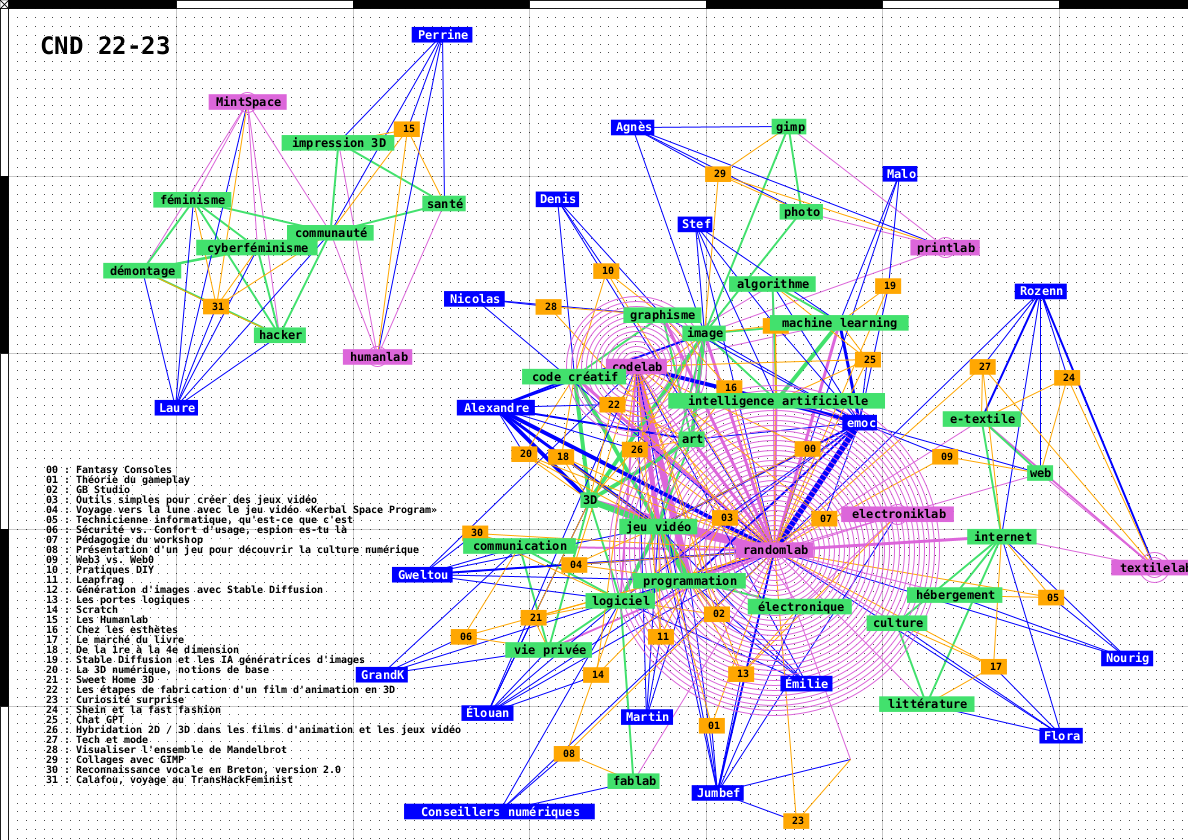 CND 22-23
Perrine
MintSpace
15
impression 3D
Agnès
gimp
29
Malo
féminisme
santé
Denis
photo
Stef
communauté
cyberféminisme
printlab
démontage
10
algorithme
19
Rozenn
Nicolas
28
31
graphisme
machine learning
hacker
image
humanlab
25
codelab
27
code créatif
24
16
intelligence artificielle
22
Laure
Alexandre
e-textile
emoc
art
26
00
20
18
09
web
3D
electroniklab
03
07
jeu vidéo
30
internet
communication
randomlab
04
textilelab
Gweltou
programmation
hébergement
05
logiciel
électronique
02
21
culture
06
11
vie privée
Nourig
17
GrandK
14
13
Émilie
littérature
Élouan
Martin
01
Flora
08
fablab
Jumbef
Conseillers numériques
23
00 : Fantasy Consoles
01 : Théorie du gameplay
02 : GB Studio
03 : Outils simples pour créer des jeux vidéo
04 : Voyage vers la lune avec le jeu vidéo «Kerbal Space Program»
05 : Technicienne informatique, qu'est-ce que c'est
06 : Sécurité vs. Confort d'usage, espion es-tu là
07 : Pédagogie du workshop
08 : Présentation d'un jeu pour découvrir la culture numérique
09 : Web3 vs. Web0
10 : Pratiques DIY
11 : Leapfrag
12 : Génération d'images avec Stable Diffusion
13 : Les portes logiques
14 : Scratch
15 : Les Humanlab
16 : Chez les esthètes
17 : Le marché du livre
18 : De la 1re à la 4e dimension
19 : Stable Diffusion et les IA génératrices d'images
20 : La 3D numérique, notions de base
21 : Sweet Home 3D
22 : Les étapes de fabrication d'un film d'animation en 3D
23 : Curiosité surprise
24 : Shein et la fast fashion
25 : Chat GPT
26 : Hybridation 2D / 3D dans les films d'animation et les jeux vidéo
27 : Tech et mode
28 : Visualiser l'ensemble de Mandelbrot
29 : Collages avec GIMP
30 : Reconnaissance vocale en Breton, version 2.0
31 : Calafou, voyage au TransHackFeminist